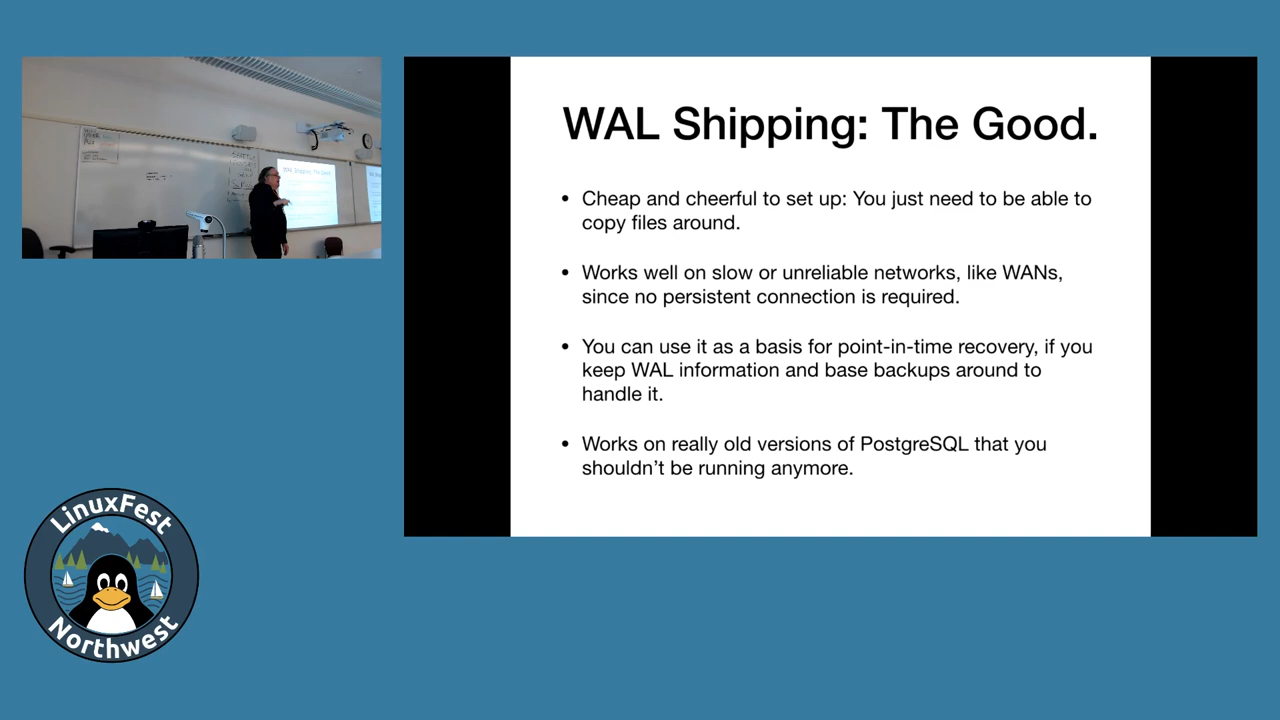 WAL Shipping: The Good.
• Cheap and cheerful to set up: You just need to be able to
copy files around.
• Works well on slow or unreliable networks, like WANs,
since no persistent connection is required.
• You can use it as a basis for point-in-time recovery, if you
keep WAL information and base backups around to
handle it.
• Works on really old versions of PostgreSQL that you
shouldn’t be running anymore.
LinuxFest
Northwest